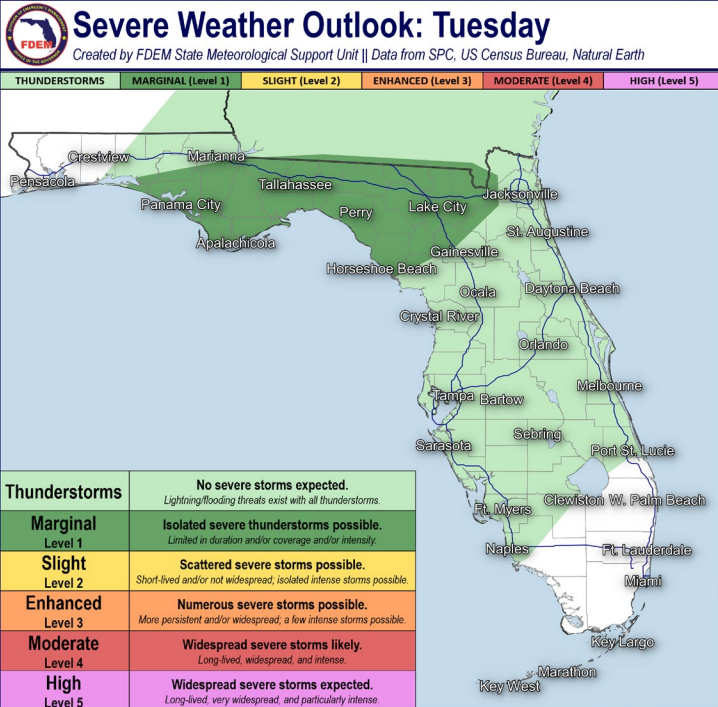 FDEM
Severe Weather Outlook: Tuesday
Created by FDEM State Meteorological Support Unit || Data from SPC, US Census Bureau, Natural Earth
THUNDERSTORMS MARGINAL (Level 1) SLIGHT (Level 2) ENHANCED (Level 3) MODERATE (Level 4) HIGH (Level 5)
Crestview Marianna
Pensacola
Tallahassee
Panama City
Jacksonville
Perry
Lake City
Apalachicola
St. Augustine
Gainesville
Horseshoe Beach
Ocala
Daytona Beach
Crystal River
Orlando
Melbourne
Tampa
Bartow
Sebring
Sarasota
Port St. Lucie
Clewiston W. Palm Beach
Ft. Myers
Naples
Ft. Lauderdale
Miami
Key Largo
Marathon
Key West
Thunderstorms
No severe storms expected.
Lightning/flooding threats exist with all thunderstorms.
Marginal
Level 1
Isolated severe thunderstorms possible.
Limited in duration and/or coverage and/or intensity.
Slight
Level 2
Scattered severe storms possible.
Short-lived and/or not widespread; isolated intense storms possible.
Enhanced
Level 3
Numerous severe storms possible.
More persistent and/or widespread; a few intense storms possible.
Moderate
Level 4
Widespread severe storms likely.
Long-lived, widespread, and intense.
High
Level 5
Widespread severe storms expected.
Long-lived, very widespread, and particularly intense.